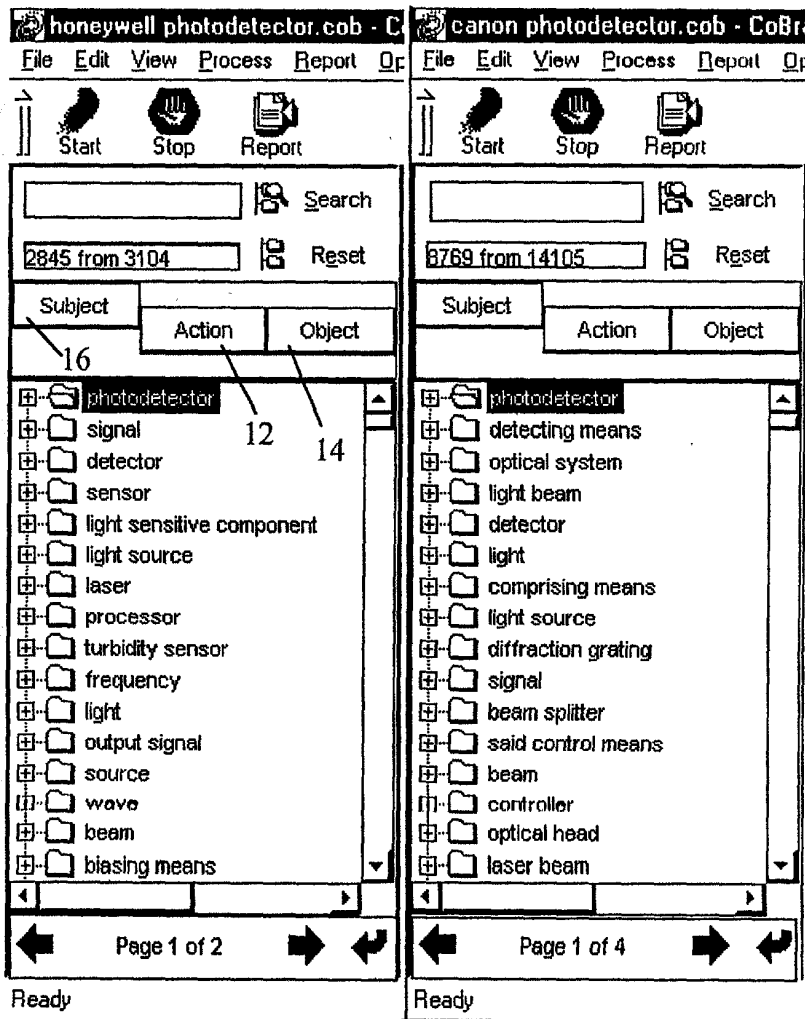 honeywell photodetector.cob - C
File Edit View Process Report Op
Start Stop Report
Search
2845 from 3104 Reset
Subject
Action Object
16
12
14
photodetector
signal
detector
sensor
light sensitive component
light source
laser
processor
turbidity sensor
frequency
light
output signal
source
wave
beam
biasing means
Page 1 of 2
Ready
canon photodetector.cob - CoBra
File Edit View Process Report Op
Start Stop Report
Search
8769 from 14105 Reset
Subject
Action Object
photodetector
detecting means
optical system
light beam
detector
light
comprising means
light source
diffraction grating
signal
beam splitter
said control means
beam
controller
optical head
laser beam
Page 1 of 4
Ready